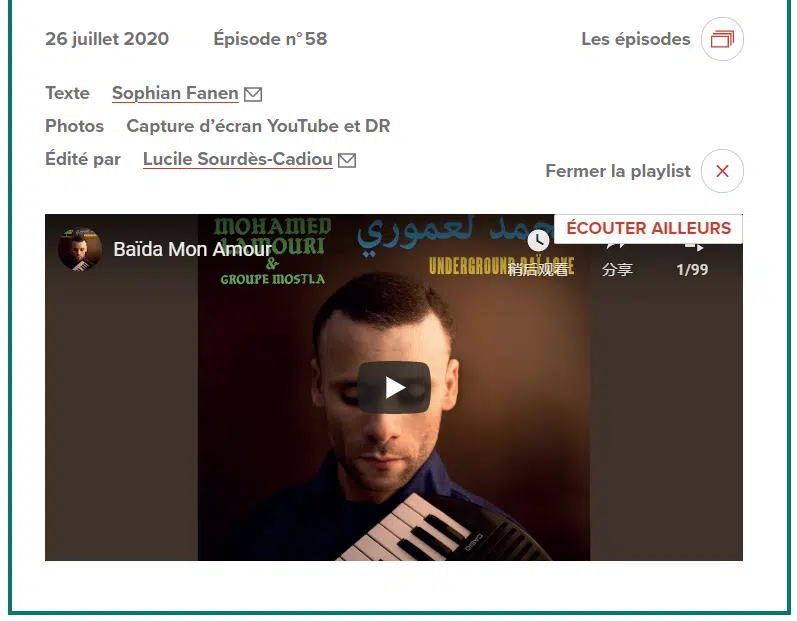 26 juillet 2020 Épisode n°58 Les épisodes
Texte Sophian Fanen
Photos Capture d’écran YouTube et DR
Édité par Lucile Sourdès-Cadiou
Fermer la playlist
ÉCOUTER AILLEURS
Baïda Mon Amour
MOHAMED
LAMOURI
&
GROUPE MOSTLA
محمد لعموري
UNDERGROUND RAÏ LOVE
稍后观看 分享 1/99
CASIO